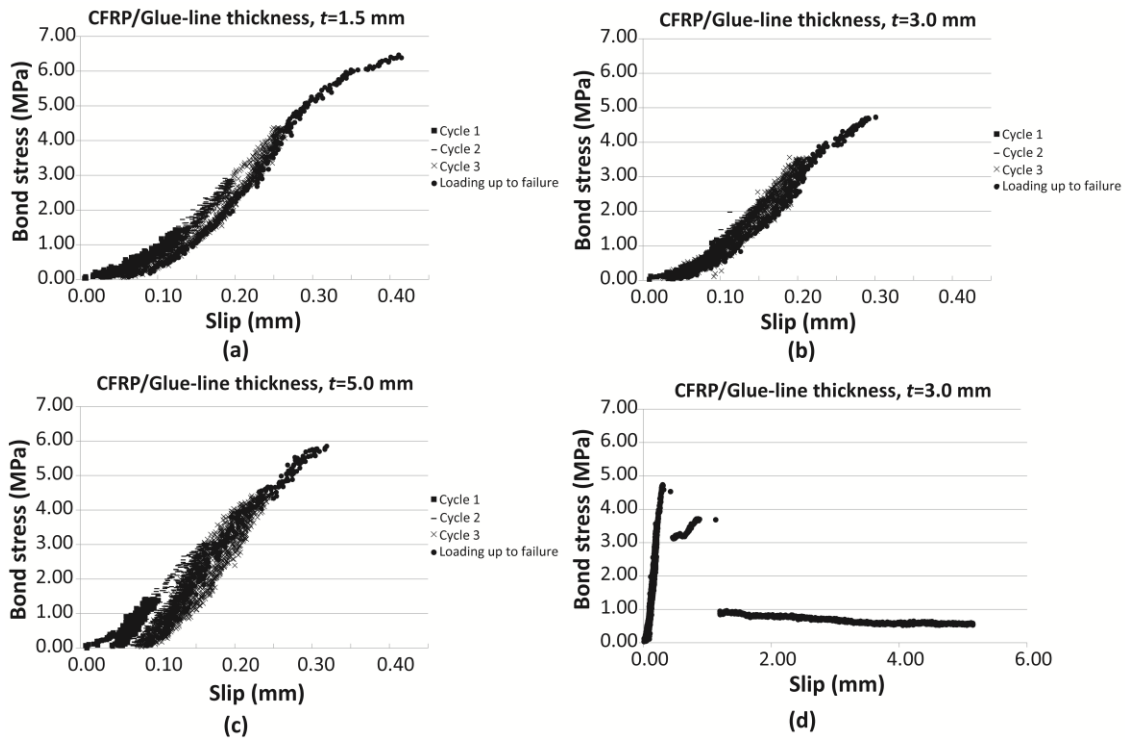 CFRP/Glue-line thickness, t=1.5 mm
7.00
6.00
5.00
4.00
3.00
2.00
1.00
0.00
Bond stress (MPa)
Cycle 1
Cycle 2
Cycle 3
Loading up to failure
0.00 0.10 0.20 0.30 0.40
Slip (mm)
(a)
CFRP/Glue-line thickness, t=3.0 mm
7.00
6.00
5.00
4.00
3.00
2.00
1.00
0.00
Bond stress (MPa)
Cycle 1
Cycle 2
Cycle 3
Loading up to failure
0.00 0.10 0.20 0.30 0.40
Slip (mm)
(b)
CFRP/Glue-line thickness, t=5.0 mm
7.00
6.00
5.00
4.00
3.00
2.00
1.00
0.00
Bond stress (MPa)
Cycle 1
Cycle 2
Cycle 3
Loading up to failure
0.00 0.10 0.20 0.30 0.40
Slip (mm)
(c)
CFRP/Glue-line thickness, t=3.0 mm
7.00
6.00
5.00
4.00
3.00
2.00
1.00
0.00
Bond stress (MPa)
0.00 2.00 4.00 6.00
Slip (mm)
(d)